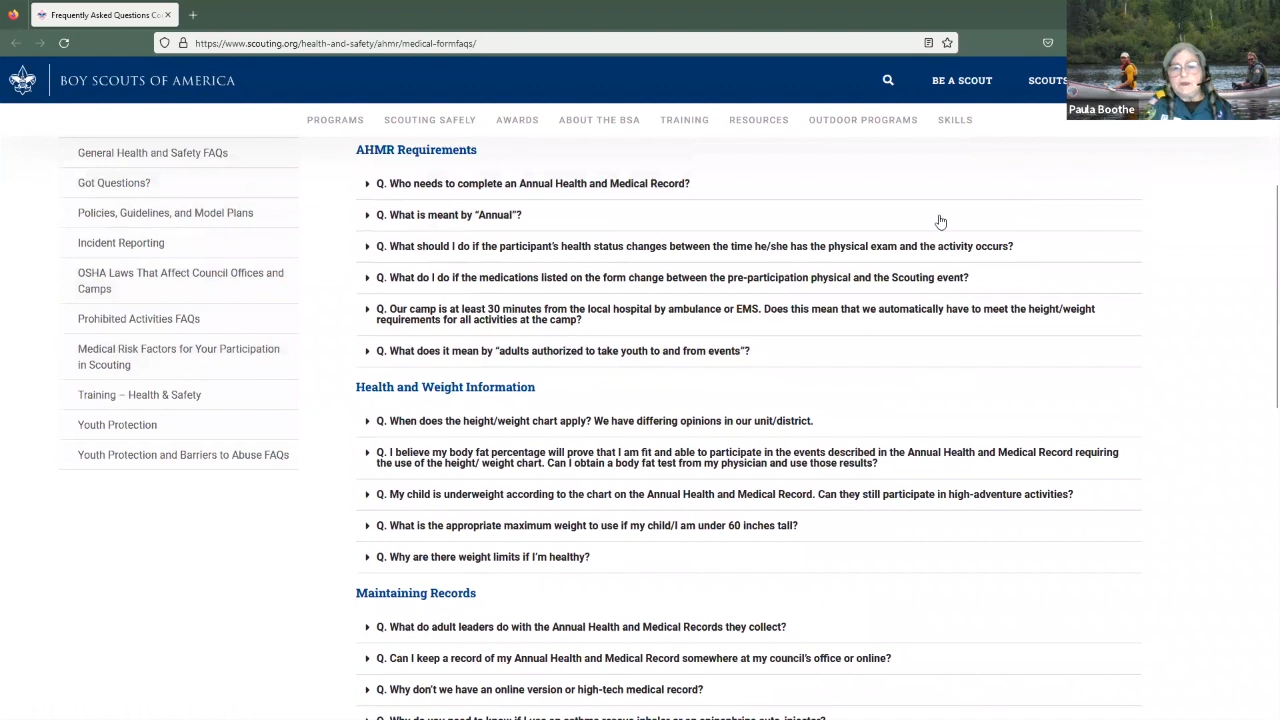 Frequently Asked Questions Co
https://www.scouting.org/health-and-safety/ahmr/medical-formfaqs/
BOY SCOUTS OF AMERICA
BE A SCOUT
SCOUTS
Paula Boothe
PROGRAMS
SCOUTING SAFELY
AWARDS
ABOUT THE BSA
TRAINING
RESOURCES
OUTDOOR PROGRAMS
SKILLS
General Health and Safety FAQs
Got Questions?
Policies, Guidelines, and Model Plans
Incident Reporting
OSHA Laws That Affect Council Offices and
Camps
Prohibited Activities FAQs
Medical Risk Factors for Your Participation
in Scouting
Training – Health & Safety
Youth Protection
Youth Protection and Barriers to Abuse FAQs
AHMR Requirements
Q. Who needs to complete an Annual Health and Medical Record?
Q. What is meant by “Annual”?
Q. What should I do if the participant’s health status changes between the time he/she has the physical exam and the activity occurs?
Q. What do I do if the medications listed on the form change between the pre-participation physical and the Scouting event?
Q. Our camp is at least 30 minutes from the local hospital by ambulance or EMS. Does this mean that we automatically have to meet the height/weight
requirements for all activities at the camp?
Q. What does it mean by “adults authorized to take youth to and from events”?
Health and Weight Information
Q. When does the height/weight chart apply? We have differing opinions in our unit/district.
Q. I believe my body fat percentage will prove that I am fit and able to participate in the events described in the Annual Health and Medical Record requiring
the use of the height/ weight chart. Can I obtain a body fat test from my physician and use those results?
Q. My child is underweight according to the chart on the Annual Health and Medical Record. Can they still participate in high-adventure activities?
Q. What is the appropriate maximum weight to use if my child/I am under 60 inches tall?
Q. Why are there weight limits if I’m healthy?
Maintaining Records
Q. What do adult leaders do with the Annual Health and Medical Records they collect?
Q. Can I keep a record of my Annual Health and Medical Record somewhere at my council’s office or online?
Q. Why don’t we have an online version or high-tech medical record?
Q. Why do you need to know if I use an asthma rescue inhaler or an epinephrine auto-injector?